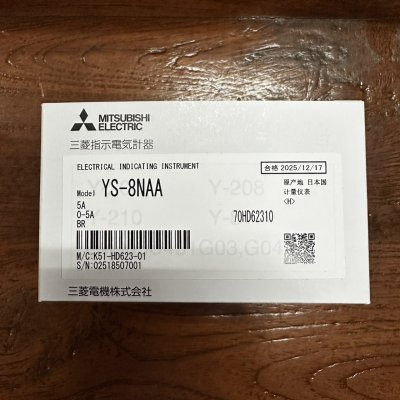 MITSUBISHI
ELECTRIC
三菱指示電気計器
ELECTRICAL INDICATING INSTRUMENT
合格 2025/12/17
Model YS-8NAA
原産地 日本国
計量仪表
<H>
5A
0-5A
BR
70HD62310
Y-208
Y-210
G03, G04
M/C:K51-HD623-01
S/N:02518507001
三菱電機株式会社